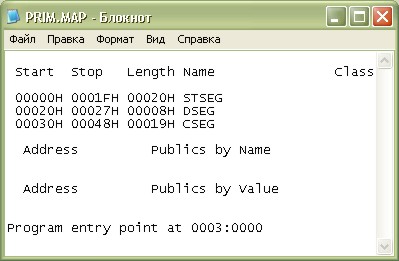 PRIM.MAP - Блокнот
Файл Правка Формат Вид Справка
Start Stop Length Name Class
00000H 0001FH 00020H STSEG
00020H 00027H 00008H DSEG
00030H 00048H 00019H CSEG
Address Publics by Name
Address Publics by Value
Program entry point at 0003:0000